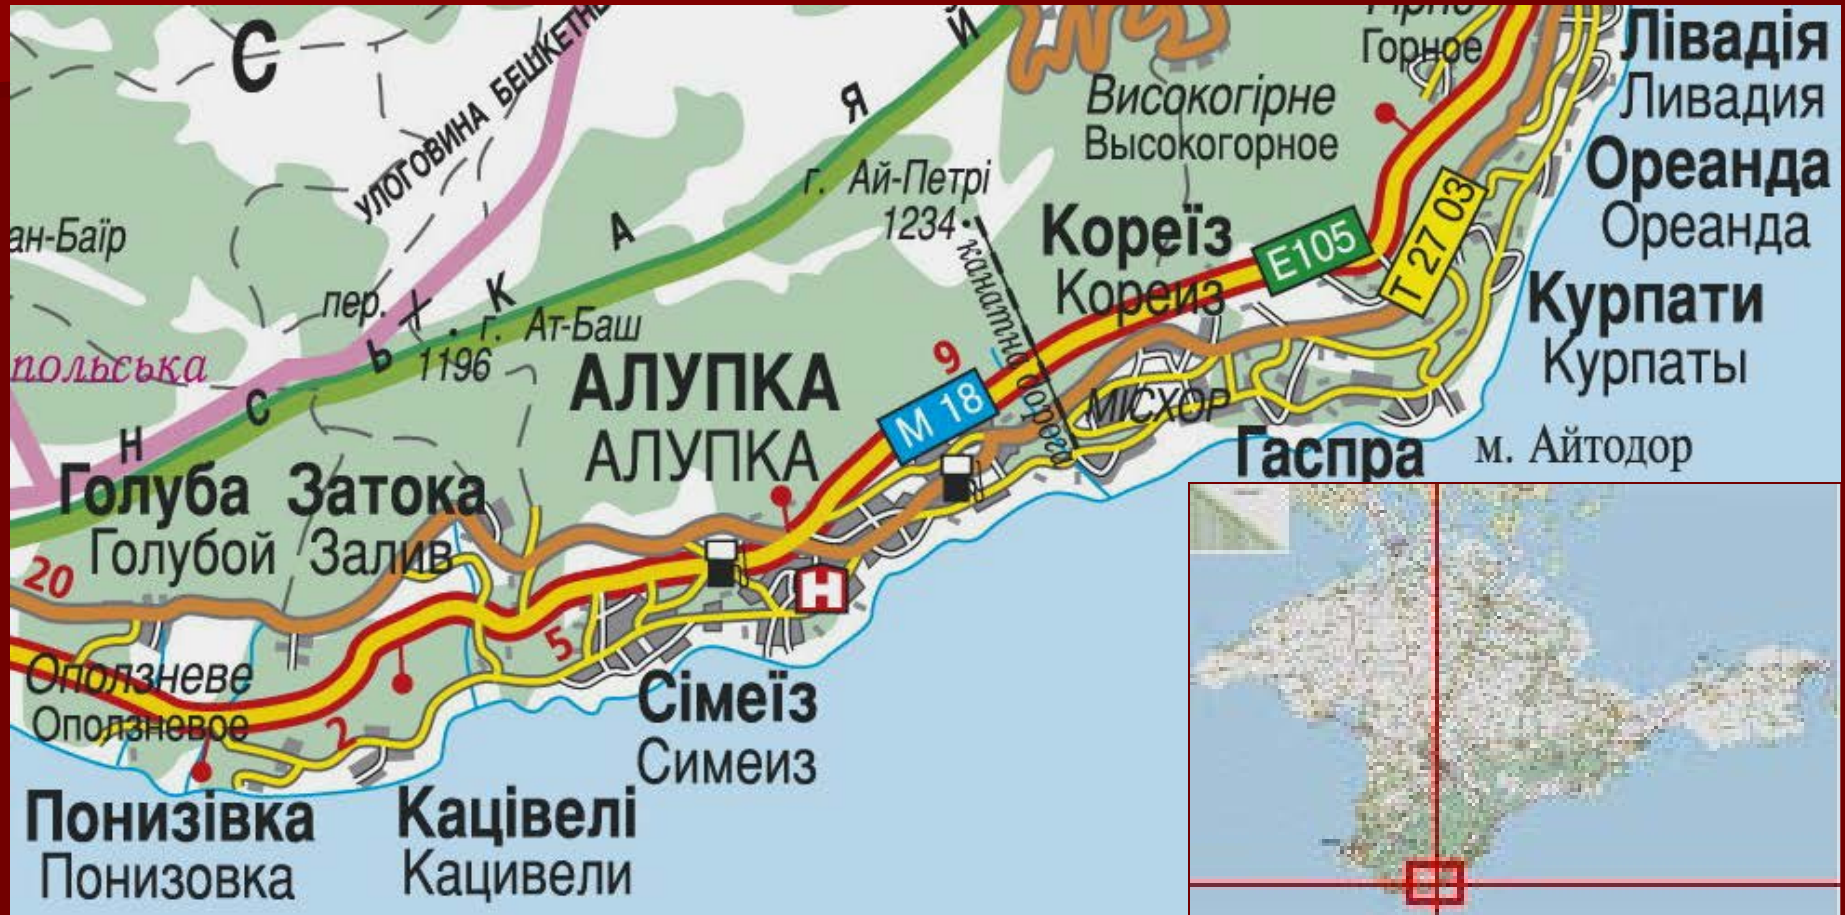 Горное
Лівадія
Ливадия
С
УЛОГОВИНА
Й
Я
Високогірне
Высокогорное
Ореанда
Ореанда
г. Ай-Петрі
1234
ан-Баїр
А
Кореїз
Кореиз
E105
Т 27 03
канатна дорога
Курпати
Курпаты
пер.
К
г. Ат-Баш
1196
Ь
польська
9
АЛУПКА
АЛУПКА
М 18
МІСХОР
С
Н
Гаспра
м. Айтодор
Голуба Затока
Голубой Залив
20
H
5
Оползневе
Оползневое
2
Сімеїз
Симеиз
Понизівка
Понизовка
Кацівелі
Кацивели